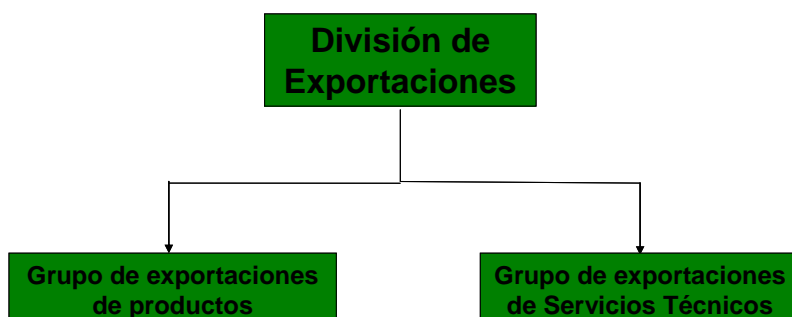 División de
Exportaciones
Grupo de exportaciones
de productos
Grupo de exportaciones
de Servicios Técnicos